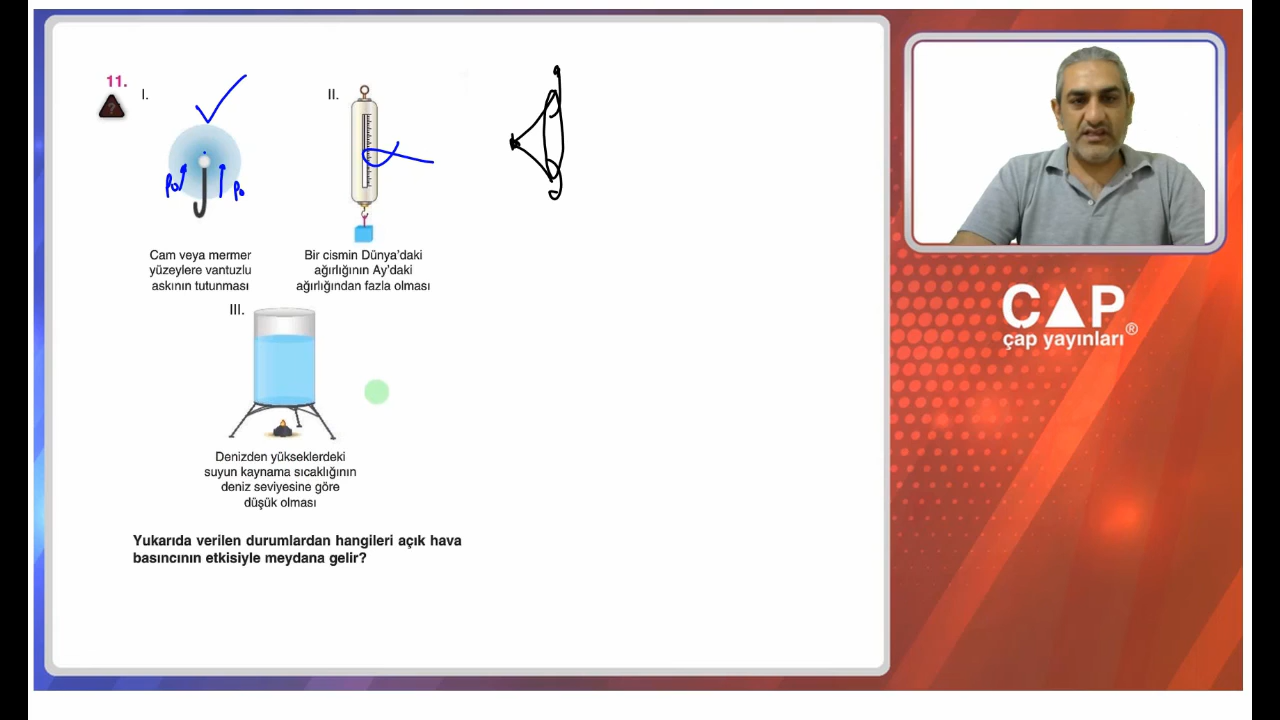 11.
I.
II.
P₀
P₀
Cam veya mermer
yüzeylere vantuzlu
askının tutunması
Bir cismin Dünya'daki
ağırlığının Ay'daki
ağırlığından fazla olması
III.
Denizden yükseklerdeki
suyun kaynama sıcaklığının
deniz seviyesine göre
düşük olması
Yukarıda verilen durumlardan hangileri açık hava
basıncının etkisiyle meydana gelir?
ÇAP
çap yayınları®